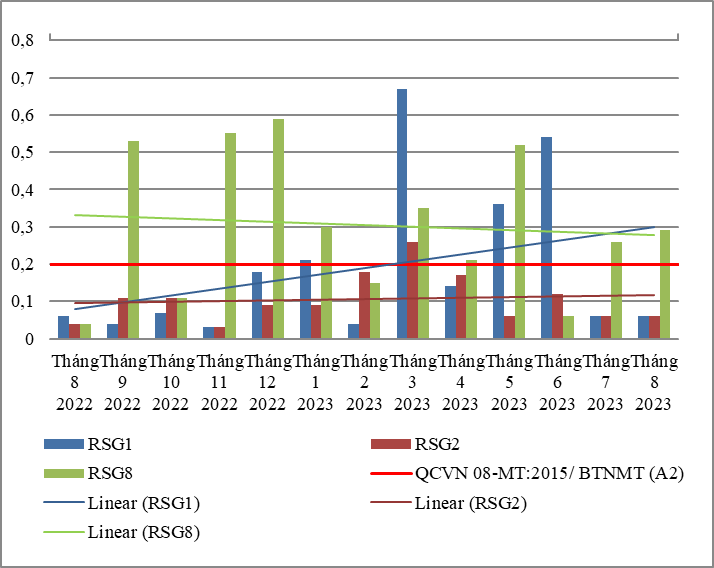 0,8
0,7
0,6
0,5
0,4
0,3
0,2
0,1
0
Tháng Tháng Tháng Tháng Tháng Tháng Tháng Tháng Tháng Tháng Tháng Tháng Tháng
8 9 10 11 12 1 2 3 4 5 6 7 8
2022 2022 2022 2022 2022 2023 2023 2023 2023 2023 2023 2023 2023
RSG1 RSG2
RSG8 QCVN 08-MT:2015/ BTNMT (A2)
Linear (RSG1) Linear (RSG2)
Linear (RSG8)